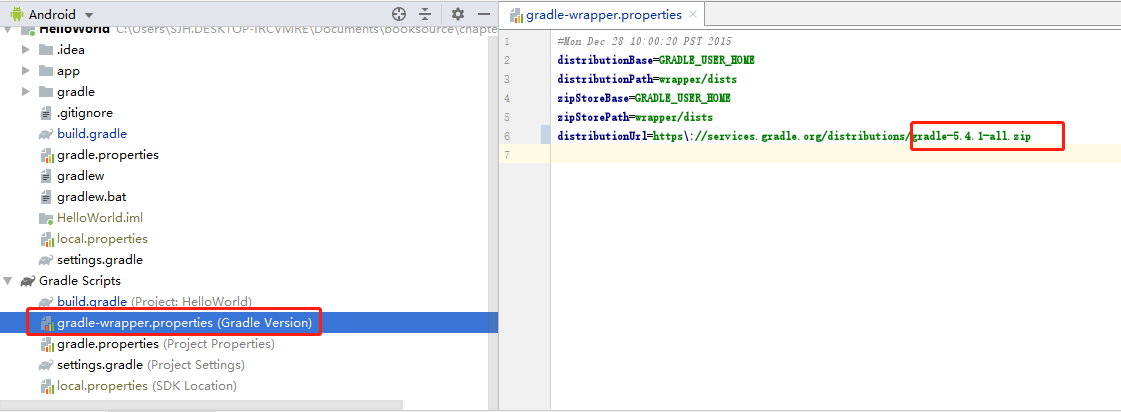 Android
gradle-wrapper.properties
HelloWorld C:\Users\SJH.DESKTOP-IRCVMRE\Documents\booksource\chapte
.idea
app
gradle
.gitignore
build.gradle
gradle.properties
gradlew
gradlew.bat
HelloWorld.iml
local.properties
settings.gradle
Gradle Scripts
build.gradle (Project: HelloWorld)
gradle-wrapper.properties (Gradle Version)
gradle.properties (Project Properties)
settings.gradle (Project Settings)
local.properties (SDK Location)
1 #Mon Dec 28 10:00:20 PST 2015
2 distributionBase=GRADLE_USER_HOME
3 distributionPath=wrapper/dists
4 zipStoreBase=GRADLE_USER_HOME
5 zipStorePath=wrapper/dists
6 distributionUrl=https\://services.gradle.org/distributions/gradle-5.4.1-all.zip
7